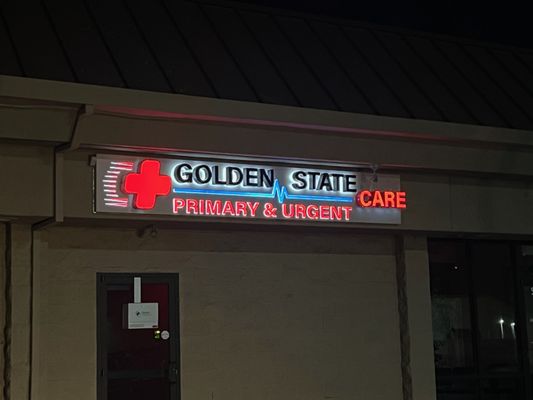 GOLDEN STATE
PRIMARY & URGENT CARE